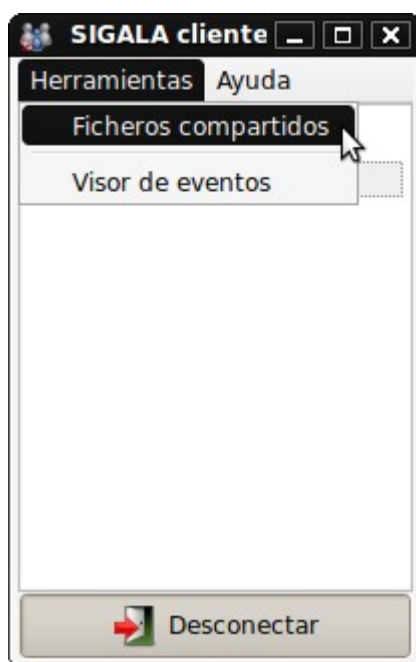 SIGALA cliente
Herramientas Ayuda
Ficheros compartidos
Visor de eventos
Desconectar